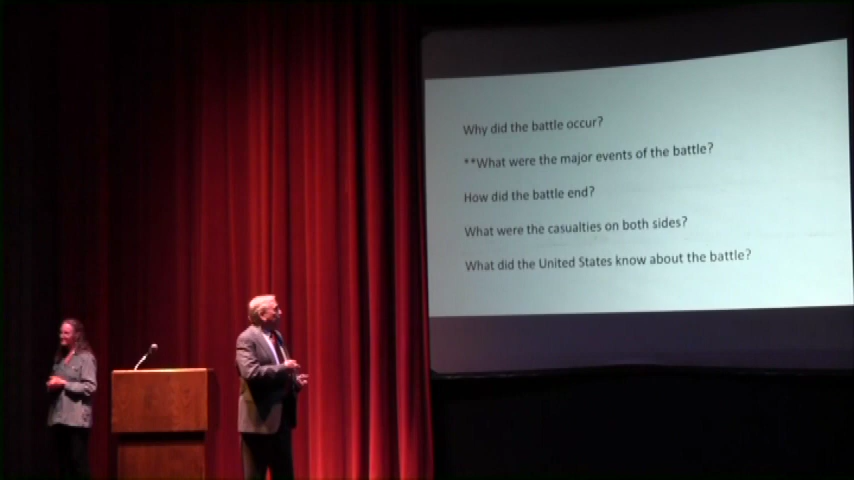 Why did the battle occur?
**What were the major events of the battle?
How did the battle end?
What were the casualties on both sides?
What did the United States know about the battle?